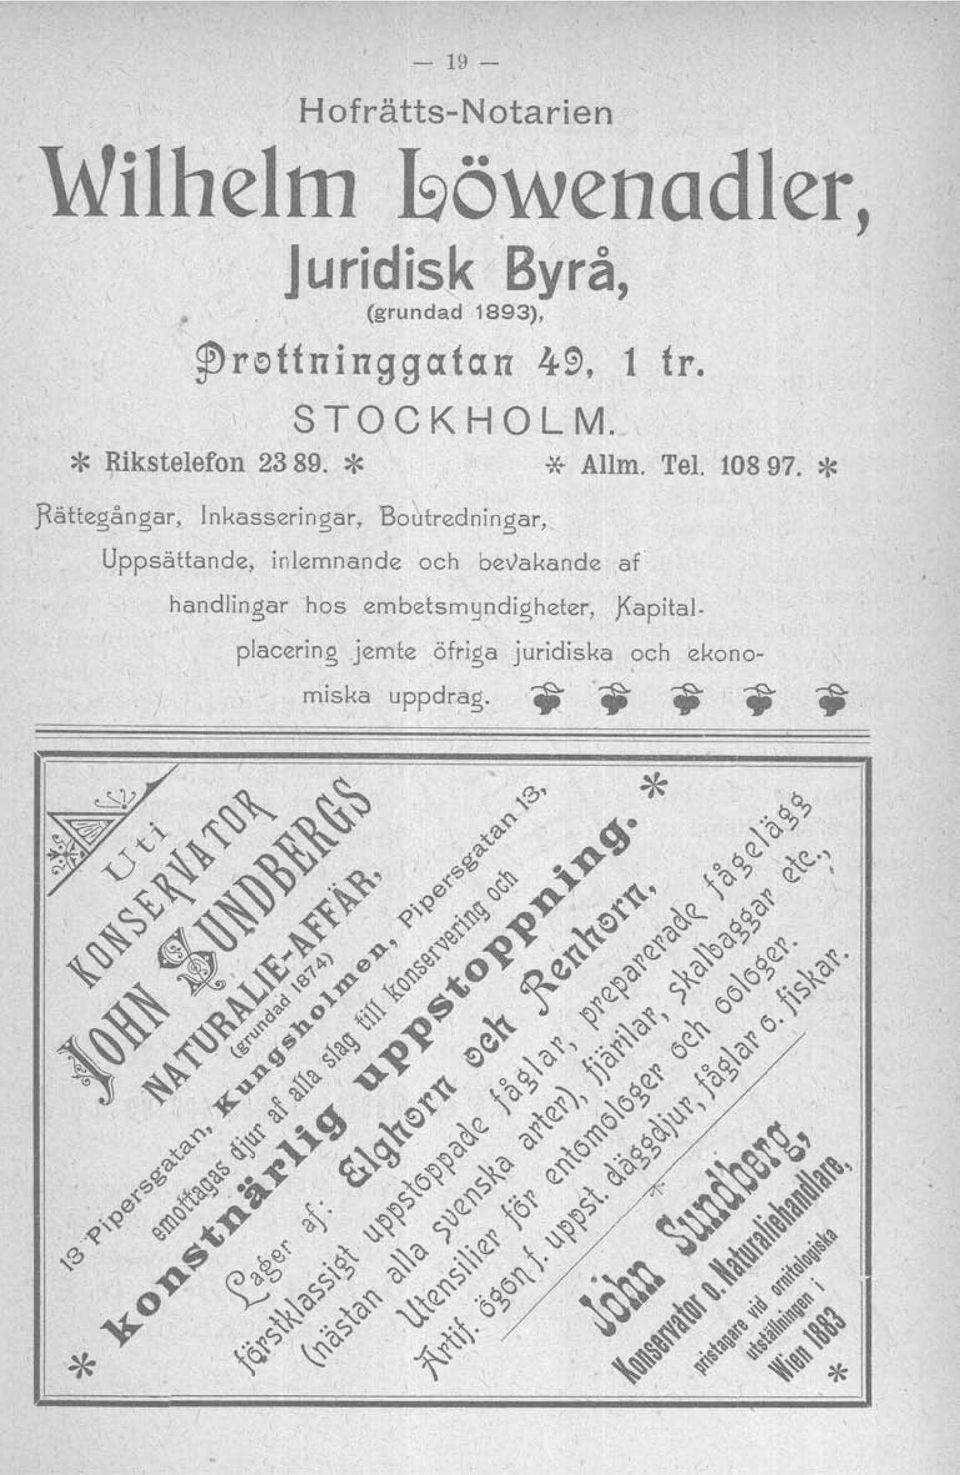 — 19 —
Hofrätts-Notarien
Wilhelm Löwenadler,
Juridisk Byrå,
(grundad 1893),
Drottninggatan 49, 1 tr.
STOCKHOLM.
* Rikstelefon 23 89. * * Allm. Tel. 108 97. *
Rättegångar, Inkasseringar, Boutredningar,
Uppsättande, inlemnande och bevakande af
handlingar hos embetsmyndigheter, Kapital-
placering jemte öfriga juridiska och ekono-
miska uppdrag.
Uti
KONSERVATOR
JOHN SUNDBERGS
NATURALIE-AFFÄR,
(grundad 1874)
13 Pipersgatan, Kungsholmen, Pipersgatan 13,
emottagas djur af alla slag till konservering och
* konstnärlig uppstoppning. *
Lager af: Elghorn och Renhorn,
förstklassigt uppstoppade fåglar, preparerade fågelägg
(nästan alla svenska arter), fjärilar, skalbaggar etc.,
Utensilier för entomologer och oologer.
Artif. ögon f. uppst. däggdjur, fåglar o. fiskar.
John Sundberg,
Konservator o. Naturaliehandlare,
pristagare vid ornitologiska
utställningen i
Wien 1883
*